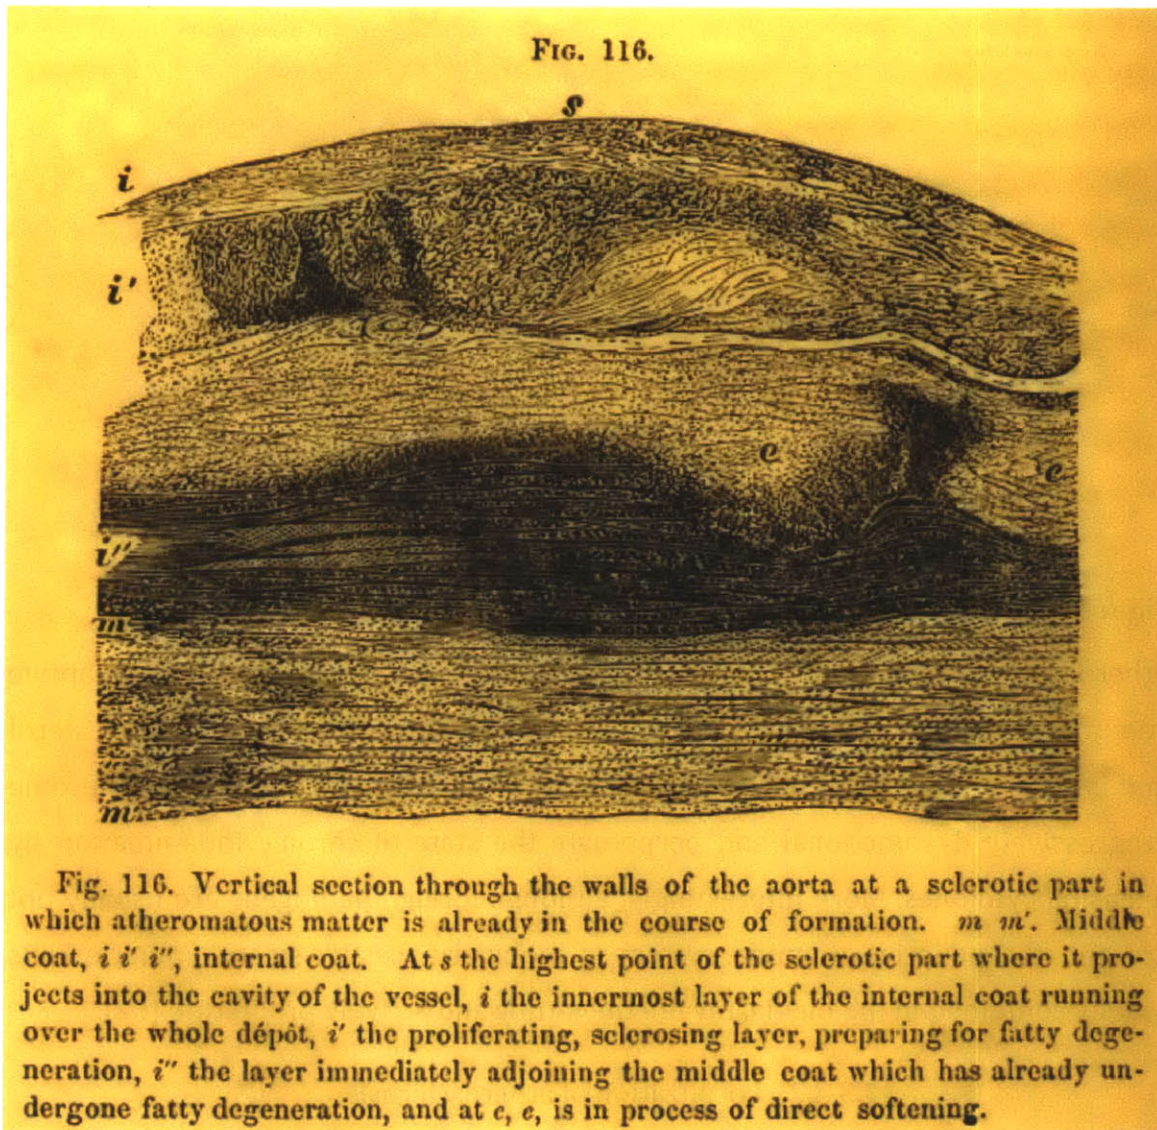 FIG. 116.
s
i
i'
e
e
i''
m
m
Fig. 116. Vertical section through the walls of the aorta at a sclerotic part in
which atheromatous matter is already in the course of formation. m m'. Middle
coat, i i' i'', internal coat. At s the highest point of the sclerotic part where it pro-
jects into the cavity of the vessel, i the innermost layer of the internal coat running
over the whole dépôt, i' the proliferating, sclerosing layer, preparing for fatty dege-
neration, i'' the layer immediately adjoining the middle coat which has already un-
dergone fatty degeneration, and at e, e, is in process of direct softening.